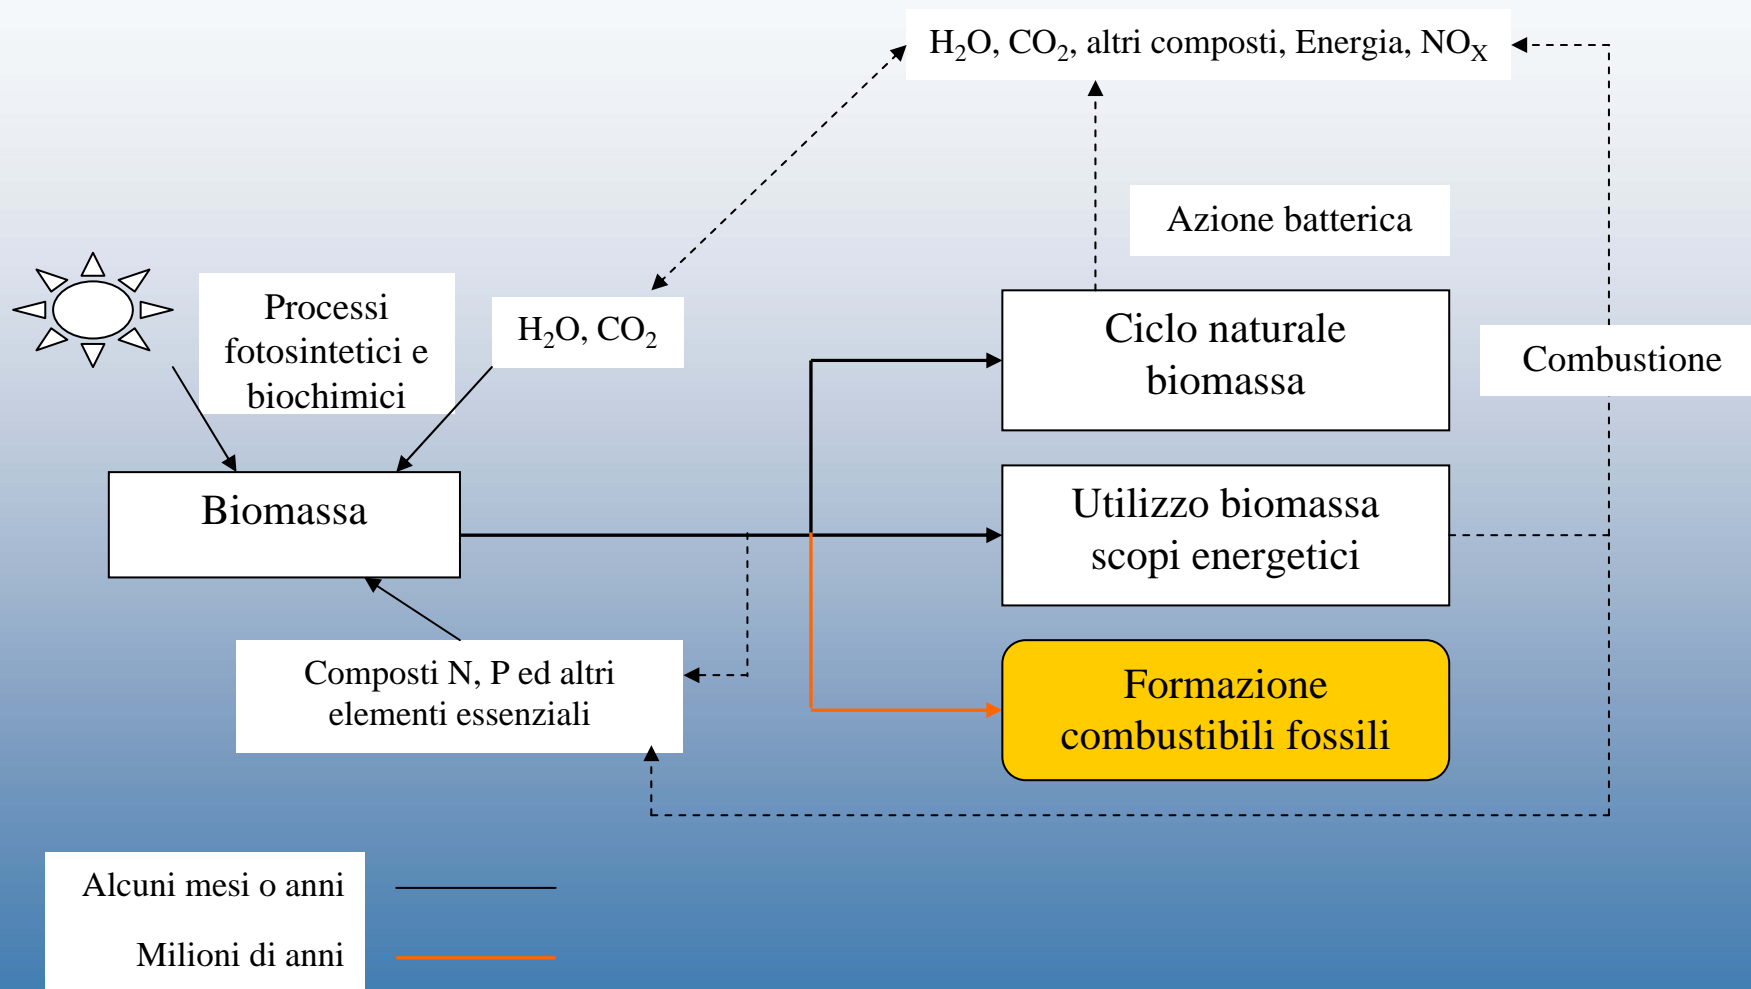 H₂O, CO₂, altri composti, Energia, NOₓ
Azione batterica
Processi
fotosintetici e
biochimici
H₂O, CO₂
Ciclo naturale
biomassa
Combustione
Biomassa
Utilizzo biomassa
scopi energetici
Composti N, P ed altri
elementi essenziali
Formazione
combustibili fossili
Alcuni mesi o anni
Milioni di anni